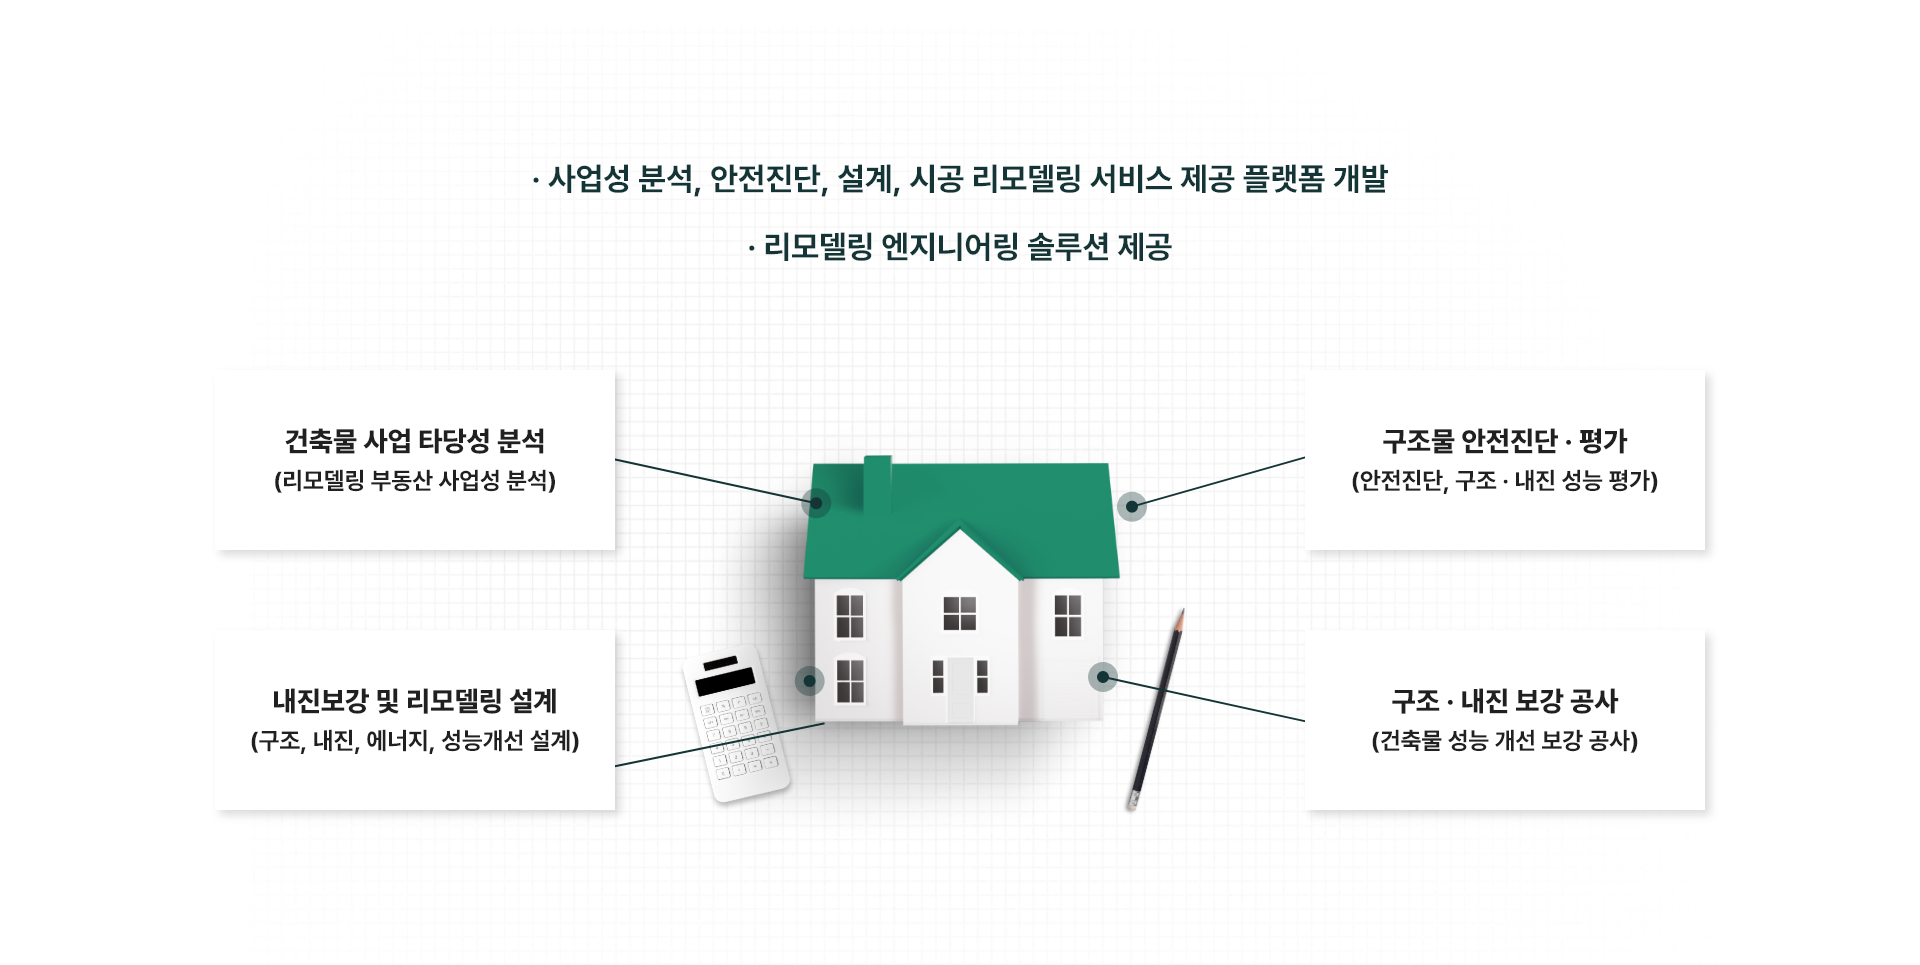 · 사업성 분석, 안전진단, 설계, 시공 리모델링 서비스 제공 플랫폼 개발
· 리모델링 엔지니어링 솔루션 제공
건축물 사업 타당성 분석
(리모델링 부동산 사업성 분석)
구조물 안전진단 · 평가
(안전진단, 구조 · 내진 성능 평가)
내진보강 및 리모델링 설계
(구조, 내진, 에너지, 성능개선 설계)
구조 · 내진 보강 공사
(건축물 성능 개선 보강 공사)